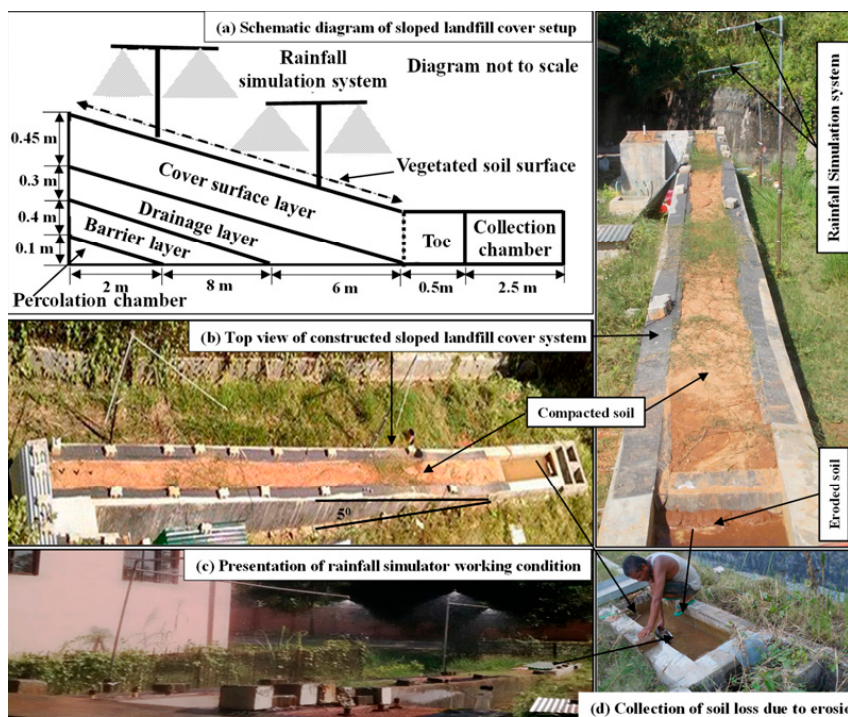 (a) Schematic diagram of sloped landfill cover setup
Rainfall
simulation system
Diagram not to scale
0.45 m
0.3 m
0.4 m
0.1 m
Vegetated soil surface
Cover surface layer
Drainage layer
Barrier layer
Toc
Collection
chamber
2 m
8 m
6 m
0.5m
2.5 m
Percolation chamber
Rainfall Simulation system
(b) Top view of constructed sloped landfill cover system
Compacted soil
5⁰
Eroded soil
(c) Presentation of rainfall simulator working condition
(d) Collection of soil loss due to erosio